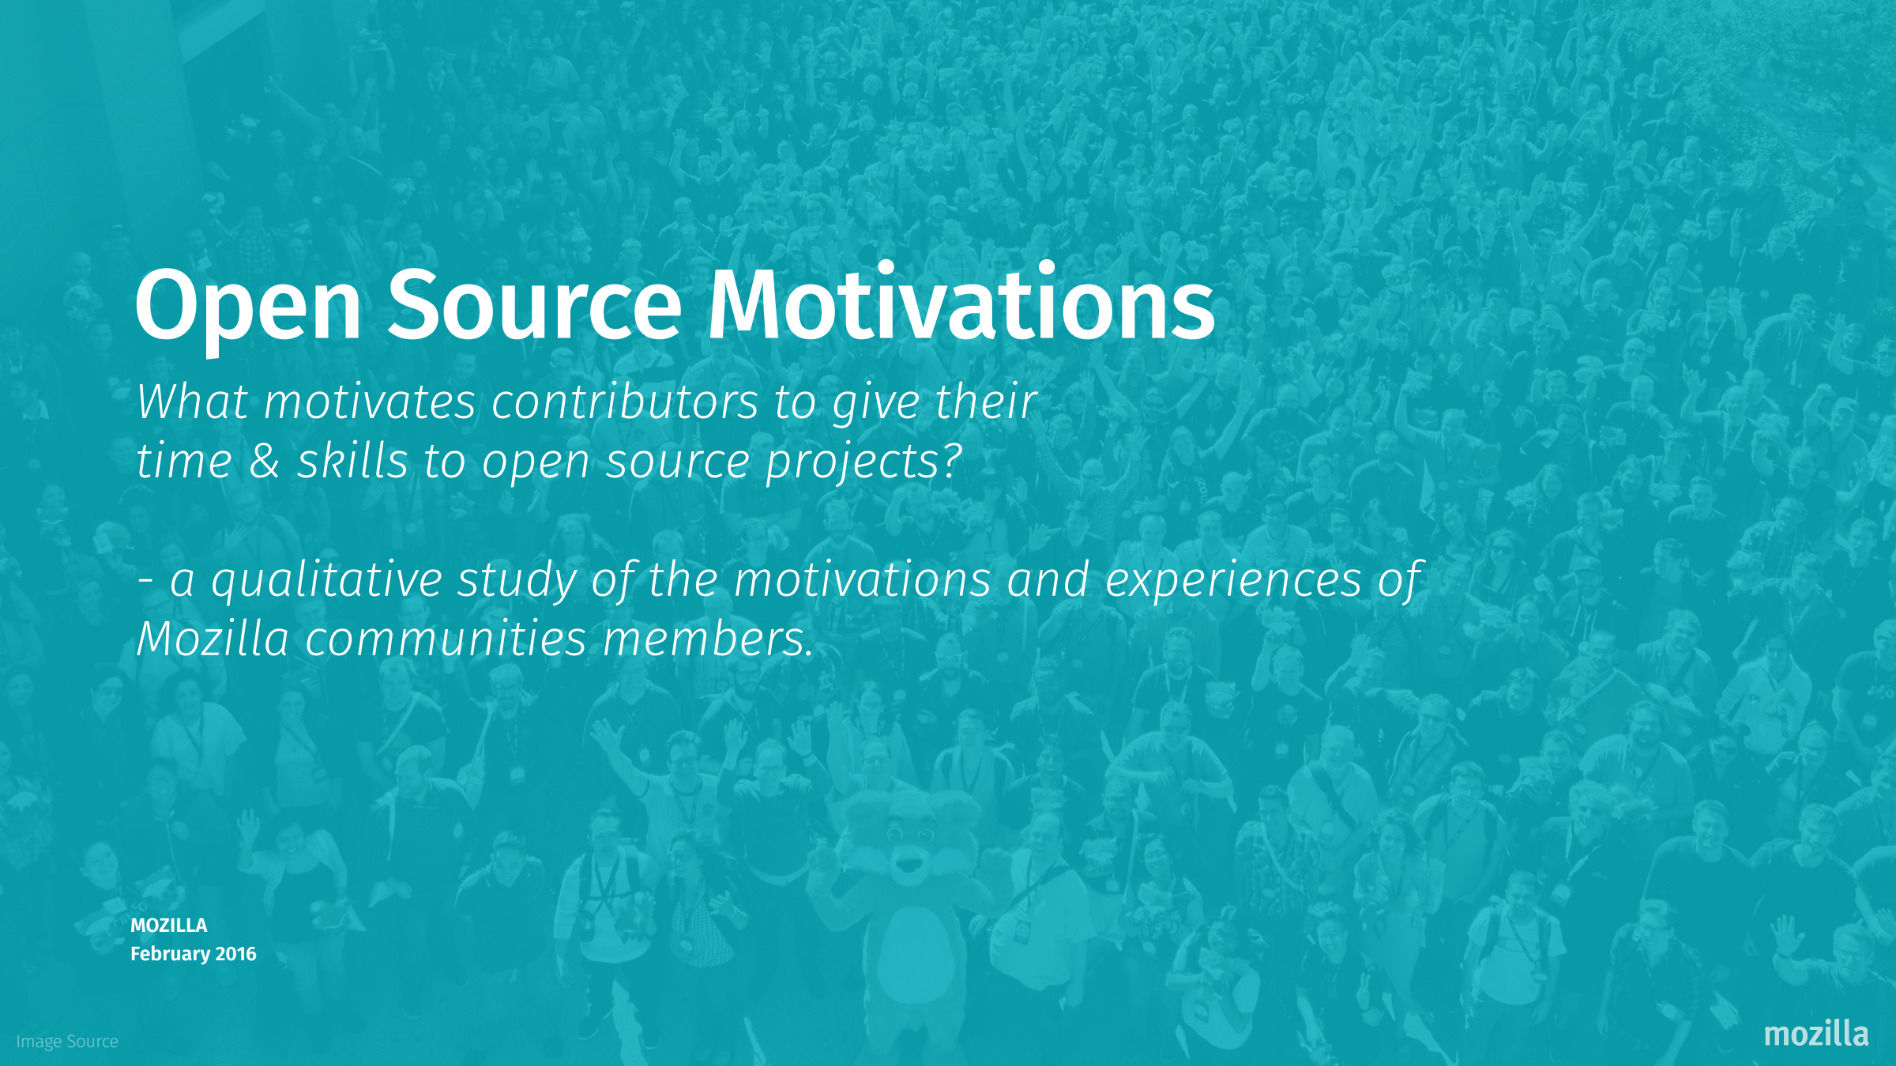 Open Source Motivations
What motivates contributors to give their
time & skills to open source projects?
- a qualitative study of the motivations and experiences of
Mozilla communities members.
MOZILLA
February 2016
Image Source
mozilla